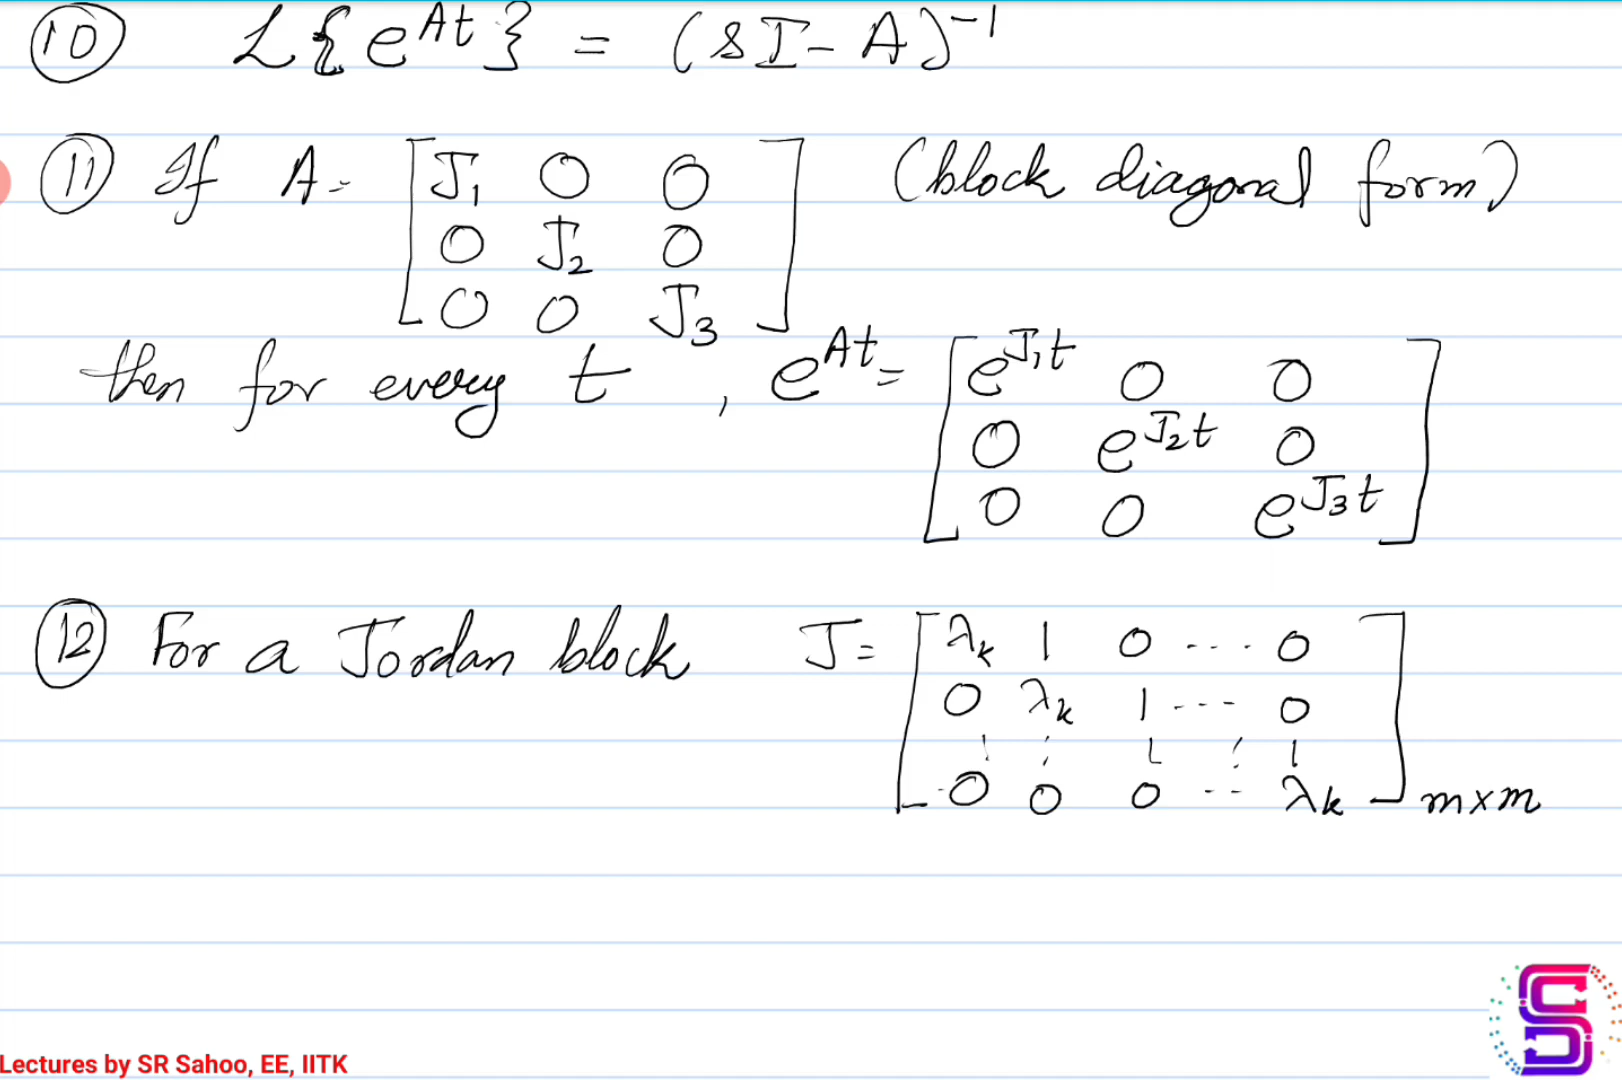 ⑩ L{e^{At}} = (sI - A)^{-1}
⑪ If A = [J₁ 0 0 (block diagonal form)
0 J₂ 0
0 0 J₃]
then for every t , e^{At} = [e^{J₁t} 0 0
0 e^{J₂t} 0
0 0 e^{J₃t}]
⑫ For a Jordan block J = [λₖ 1 0 ---- 0
0 λₖ 1 --- 0
⋮ ⋮ ⋮ ⋮ ⋮
0 0 0 -- λₖ] m×m
Lectures by SR Sahoo, EE, IITK